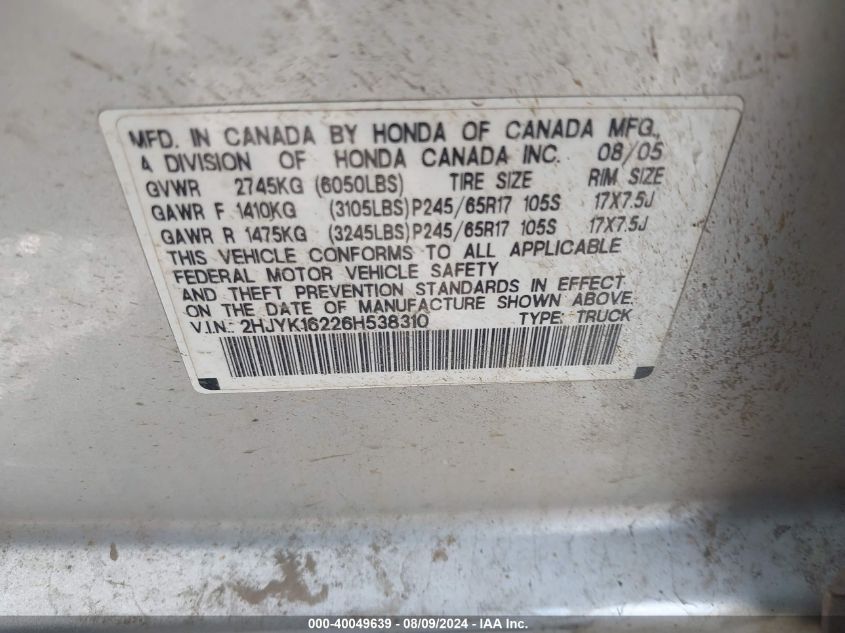 MFD. IN CANADA BY HONDA OF CANADA MFG.,
A DIVISION OF HONDA CANADA INC. 08/05
GVWR 2745KG (6050LBS) TIRE SIZE RIM SIZE
GAWR F 1410KG (3105LBS)P245/65R17 105S 17X7.5J
GAWR R 1475KG (3245LBS)P245/65R17 105S 17X7.5J
THIS VEHICLE CONFORMS TO ALL APPLICABLE
FEDERAL MOTOR VEHICLE SAFETY
AND THEFT PREVENTION STANDARDS IN EFFECT
ON THE DATE OF MANUFACTURE SHOWN ABOVE.
V.I.N.: 2HJYK16226H538310 TYPE: TRUCK
000-40049639 - 08/09/2024 - © IAA, Inc.